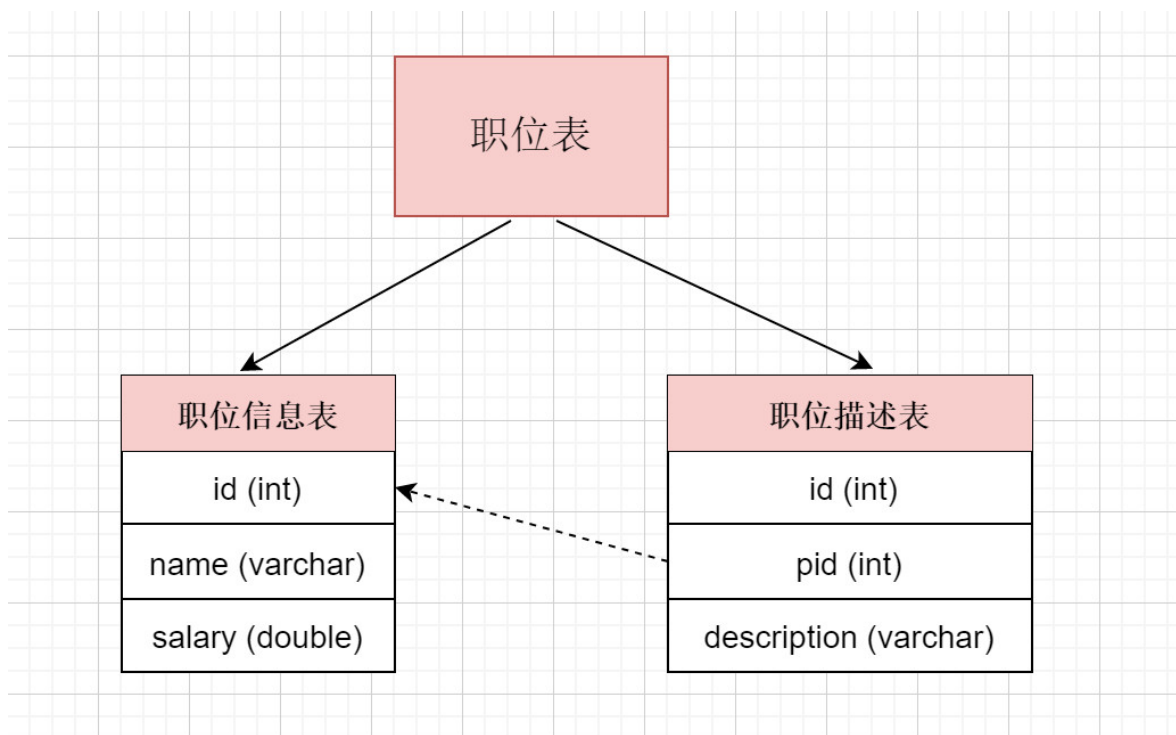 职位表
职位信息表
id (int)
name (varchar)
salary (double)
职位描述表
id (int)
pid (int)
description (varchar)